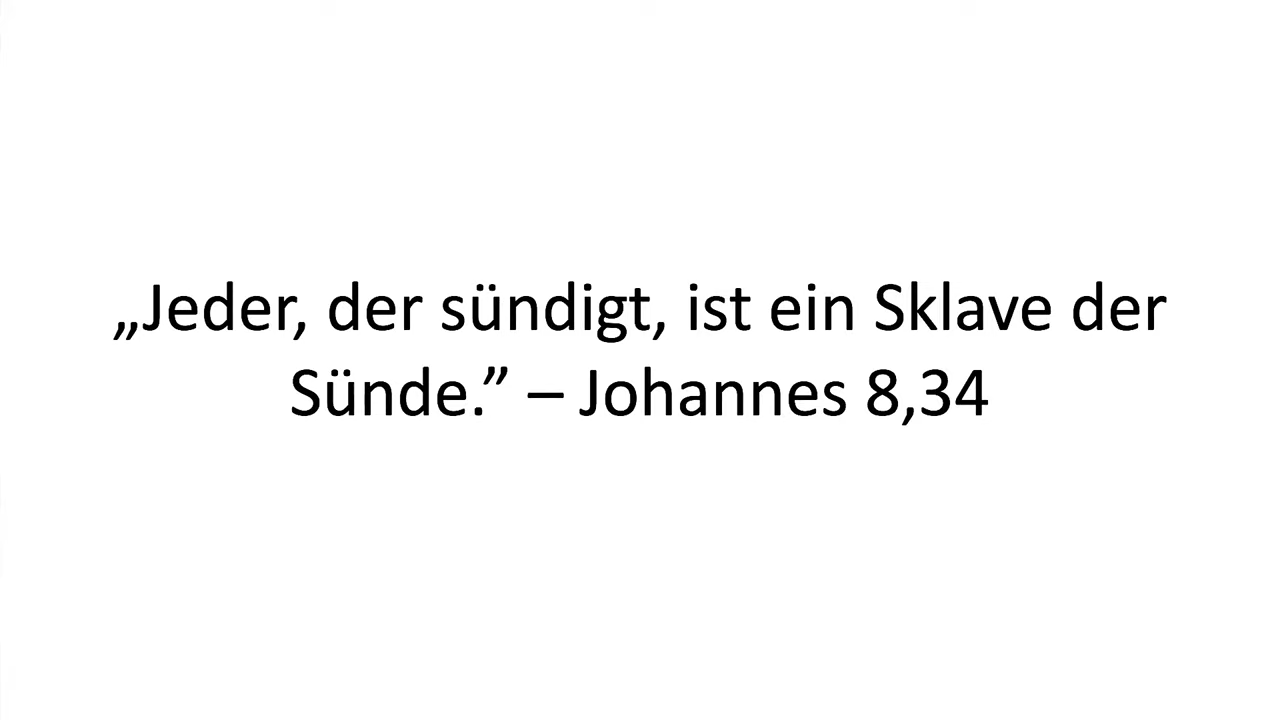 „Jeder, der sündigt, ist ein Sklave der
Sünde.” – Johannes 8,34